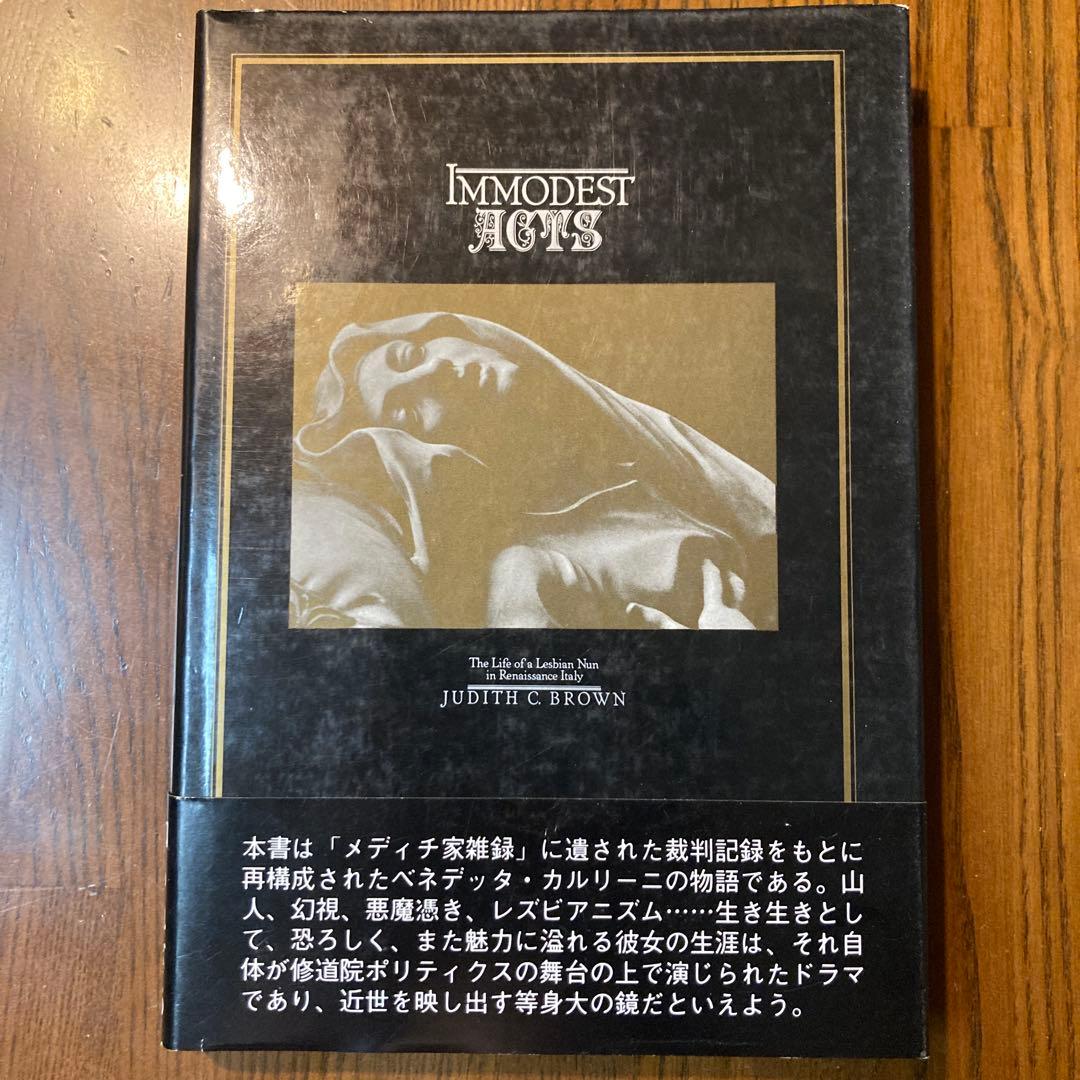 IMMODEST
ACTS
The Life of a Lesbian Nun
in Renaissance Italy
JUDITH C. BROWN
本書は「メディチ家雑録」に遺された裁判記録をもとに
再構成されたベネデッタ・カルリーニの物語である。山
人、幻視、悪魔憑き、レズビアニズム……生き生きとし
て、恐ろしく、また魅力に溢れる彼女の生涯は、それ自
体が修道院ポリティクスの舞台の上で演じられたドラマ
であり、近世を映し出す等身大の鏡だといえよう。